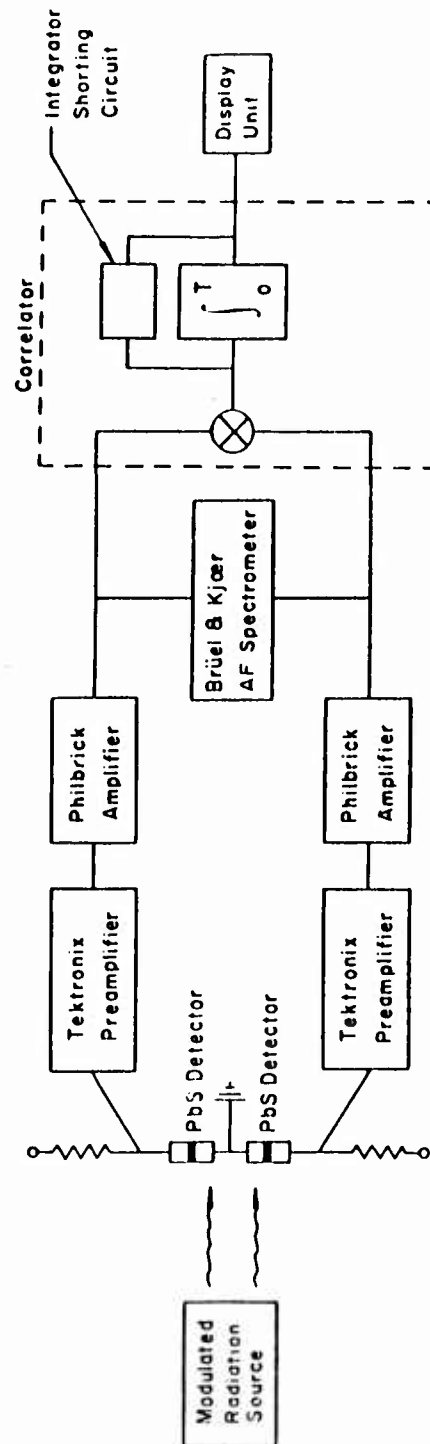 Modulated
Radiation
Source
PbS Detector
PbS Detector
Tektronix
Preamplifier
Tektronix
Preamplifier
Philbrick
Amplifier
Philbrick
Amplifier
Brüel & Kjær
AF Spectrometer
Correlator
∫ T
0
Integrator
Shorting
Circuit
Display
Unit